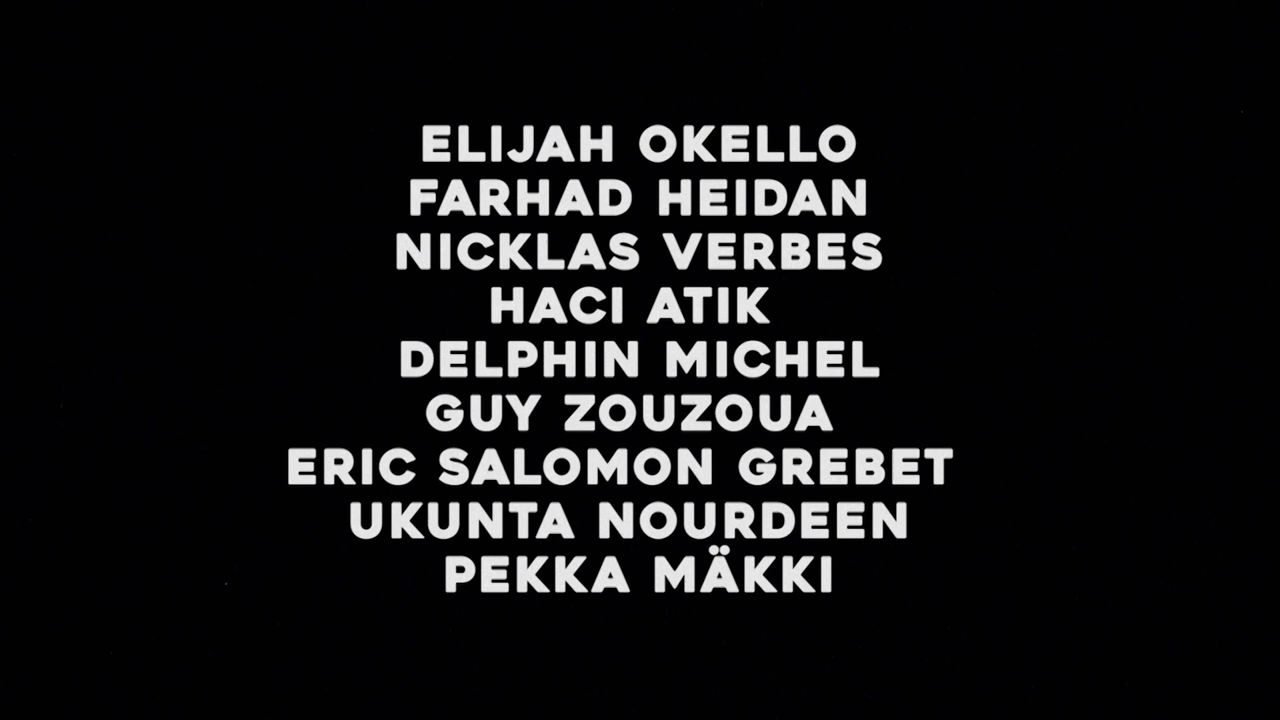 ELIJAH OKELLO
FARHAD HEIDAN
NICKLAS VERBES
HACI ATIK
DELPHIN MICHEL
GUY ZOUZOUA
ERIC SALOMON GREBET
UKUNTA NOURDEEN
PEKKA MÄKKI